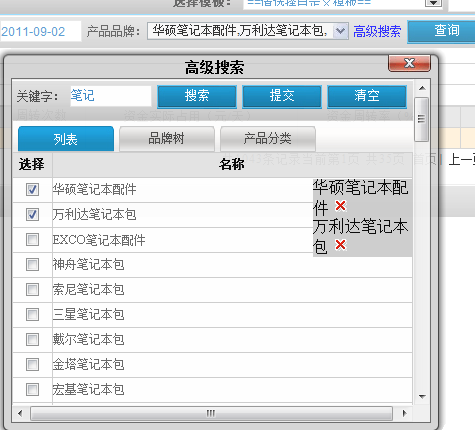 选择模板：
==请选择自定义模板==
2011-09-02 产品品牌： 华硕笔记本配件,万利达笔记本包, 高级搜索 查询
高级搜索
关键字： 笔记 搜索 提交 清空
列表 品牌树 产品分类
上一页
选择 名称
华硕笔记本配件
万利达笔记本包
EXCO笔记本配件
神舟笔记本包
索尼笔记本包
三星笔记本包
戴尔笔记本包
金塔笔记本包
宏基笔记本包
华硕笔记本配
件
万利达笔记本
包